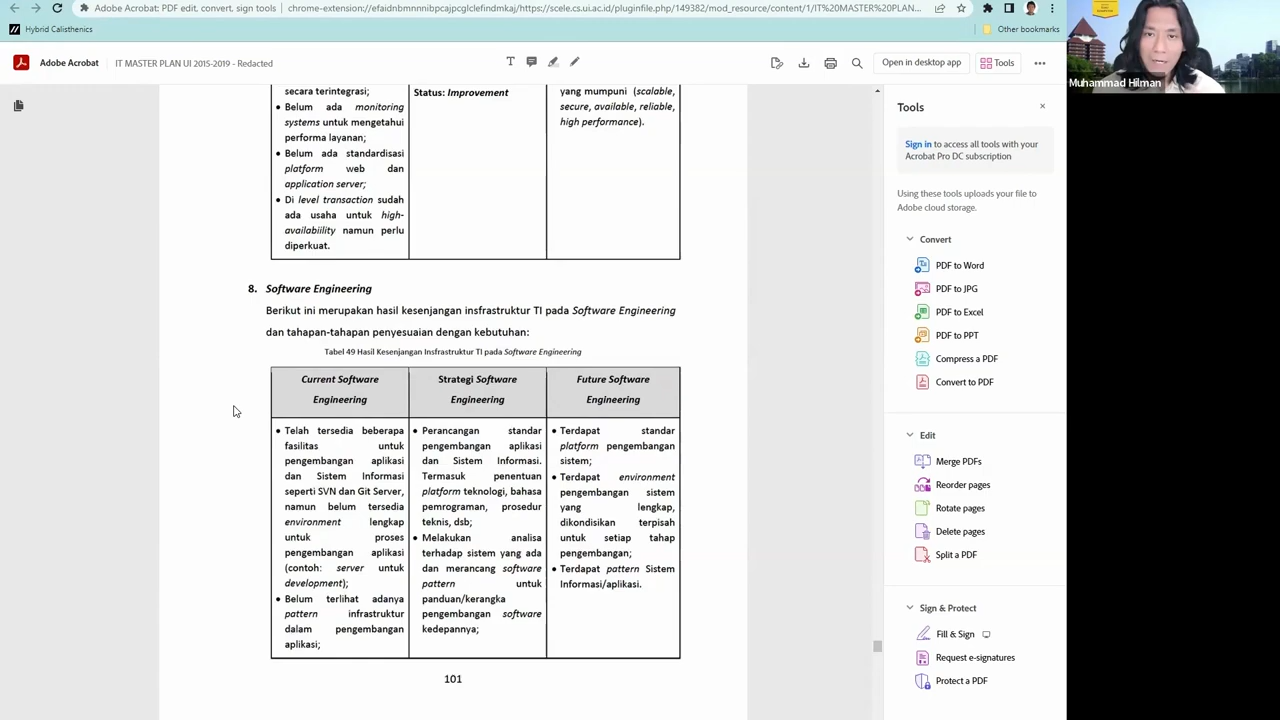 Adobe Acrobat: PDF edit, convert, sign tools
chrome-extension://efaidnbmnnnibpcajpcglclefindmkaj/https://scele.cs.ui.ac.id/pluginfile.php/149382/mod_resource/content/1/IT%20MASTER%20PLAN...
Hybrid Calisthenics
Other bookmarks
Adobe Acrobat
IT MASTER PLAN UI 2015-2019 - Redacted
Open in desktop app
Tools
Muhammad Hilman
secara terintegrasi;
• Belum ada monitoring
systems untuk mengetahui
performa layanan;
• Belum ada standardisasi
platform web dan
application server;
• Di level transaction sudah
ada usaha untuk high-
availabiility namun perlu
diperkuat.
Status: Improvement
yang mumpuni (scalable,
secure, available, reliable,
high performance).
8. Software Engineering
Berikut ini merupakan hasil kesenjangan insfrastruktur TI pada Software Engineering
dan tahapan-tahapan penyesuaian dengan kebutuhan:
Tabel 49 Hasil Kesenjangan Insfrastruktur TI pada Software Engineering
Current Software
Engineering
Strategi Software
Engineering
Future Software
Engineering
• Telah tersedia beberapa
fasilitas untuk
pengembangan aplikasi
dan Sistem Informasi
seperti SVN dan Git Server,
namun belum tersedia
environment lengkap
untuk proses
pengembangan aplikasi
(contoh: server untuk
development);
• Belum terlihat adanya
pattern infrastruktur
dalam pengembangan
aplikasi;
• Perancangan standar
pengembangan aplikasi
dan Sistem Informasi.
Termasuk penentuan
platform teknologi, bahasa
pemrograman, prosedur
teknis, dsb;
• Melakukan analisa
terhadap sistem yang ada
dan merancang software
pattern untuk
panduan/kerangka
pengembangan software
kedepannya;
• Terdapat standar
platform pengembangan
sistem;
• Terdapat environment
pengembangan sistem
yang lengkap,
dikondisikan terpisah
untuk setiap tahap
pengembangan;
• Terdapat pattern Sistem
Informasi/aplikasi.
101
Tools
Sign in to access all tools with your
Acrobat Pro DC subscription
Using these tools uploads your file to
Adobe cloud storage.
Convert
PDF to Word
PDF to JPG
PDF to Excel
PDF to PPT
Compress a PDF
Convert to PDF
Edit
Merge PDFs
Reorder pages
Rotate pages
Delete pages
Split a PDF
Sign & Protect
Fill & Sign
Request e-signatures
Protect a PDF